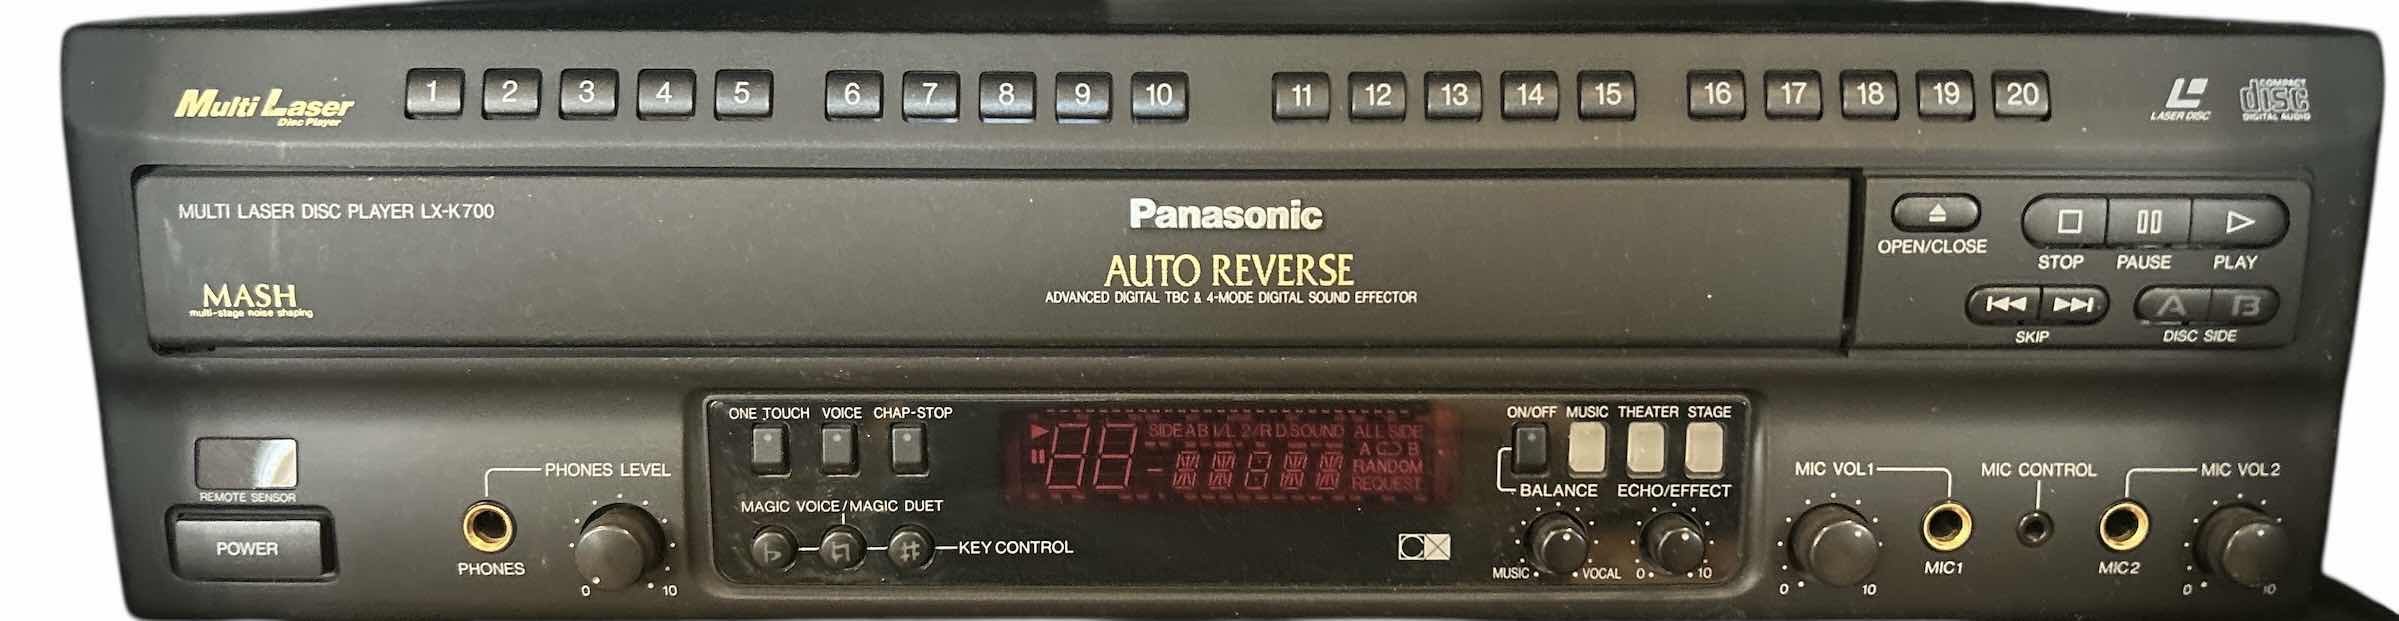 Multi Laser
Disc Player
1 2 3 4 5 6 7 8 9 10 11 12 13 14 15 16 17 18 19 20
LASER DISC
COMPACT
disc
DIGITAL AUDIO
MULTI LASER DISC PLAYER LX-K700
Panasonic
AUTO REVERSE
ADVANCED DIGITAL TBC & 4-MODE DIGITAL SOUND EFFECTOR
MASH
multi-stage noise shaping
OPEN/CLOSE
STOP PAUSE PLAY
SKIP
A B
DISC SIDE
REMOTE SENSOR
POWER
PHONES LEVEL
PHONES
0 10
ONE TOUCH VOICE CHAP-STOP
MAGIC VOICE/MAGIC DUET
♭ ♮ ♯ KEY CONTROL
SIDE A B 1/L 2/R D.SOUND ALL SIDE
A B
RANDOM
REQUEST
CX
ON/OFF MUSIC THEATER STAGE
BALANCE ECHO/EFFECT
MUSIC VOCAL 0 10
MIC VOL1 MIC CONTROL MIC VOL2
MIC1 MIC2
0 10 0 10